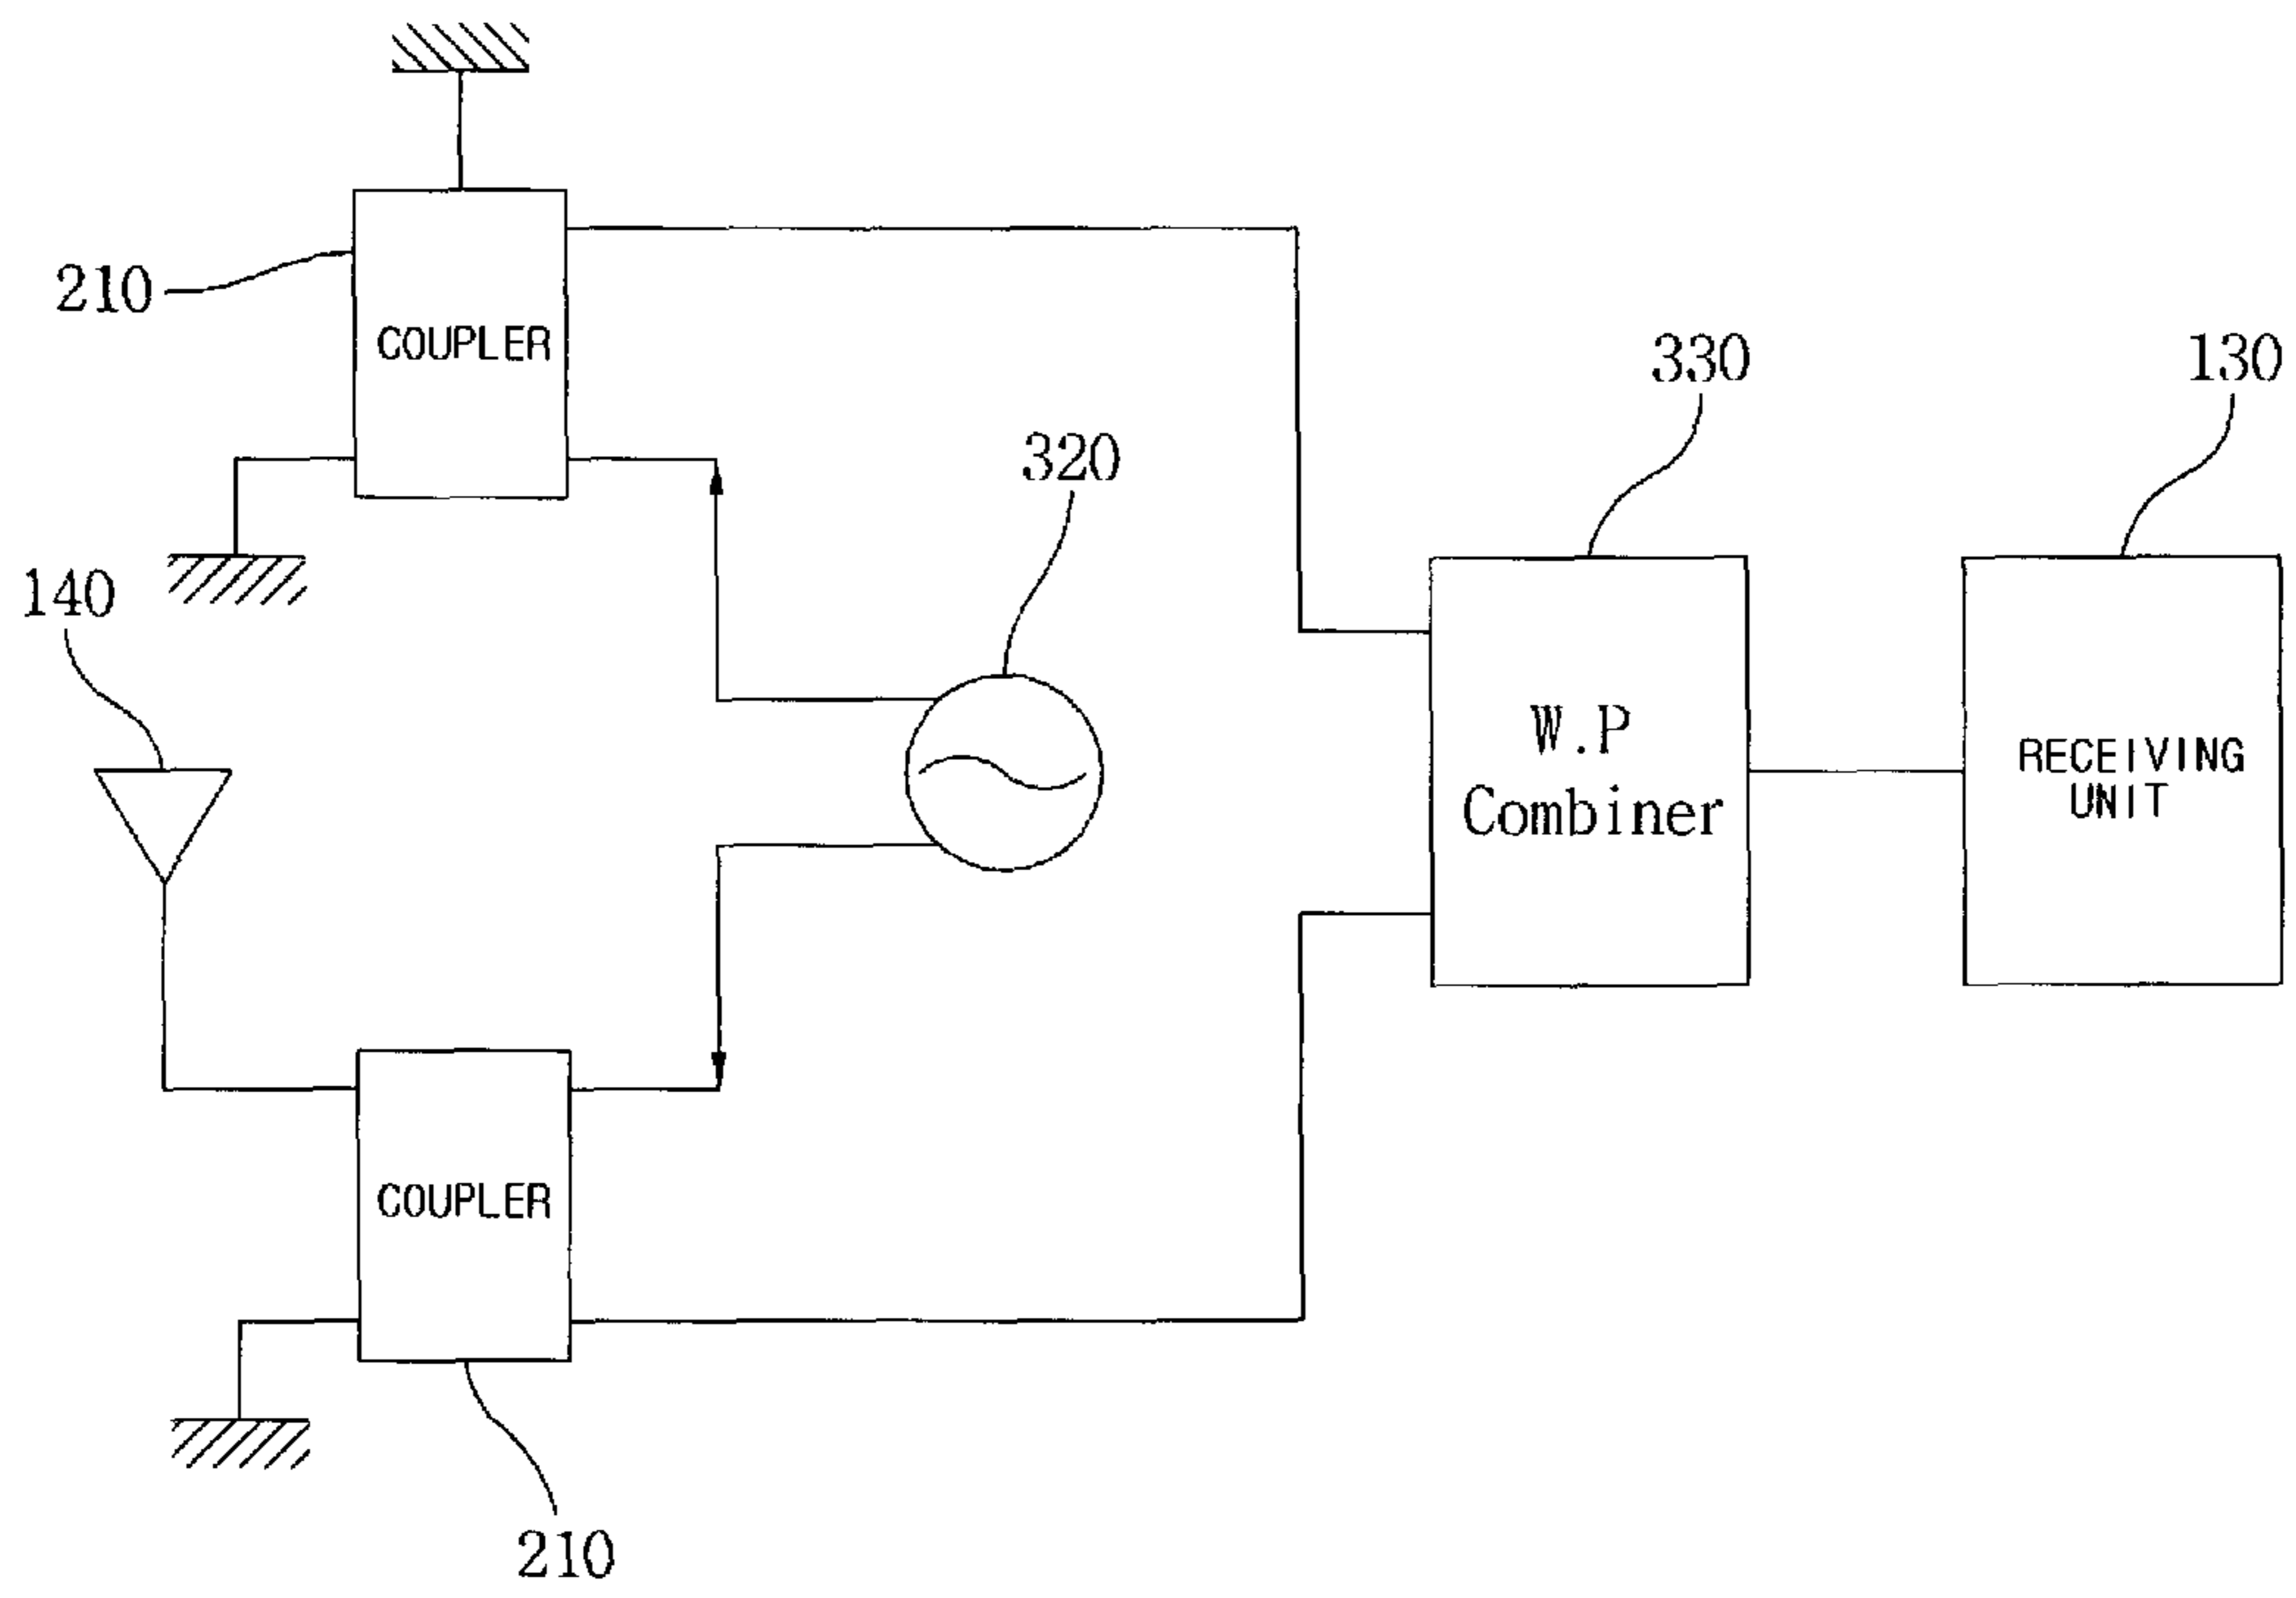 210
COUPLER
330
130
320
140
W.P
Combiner
RECEIVING
UNIT
COUPLER
210